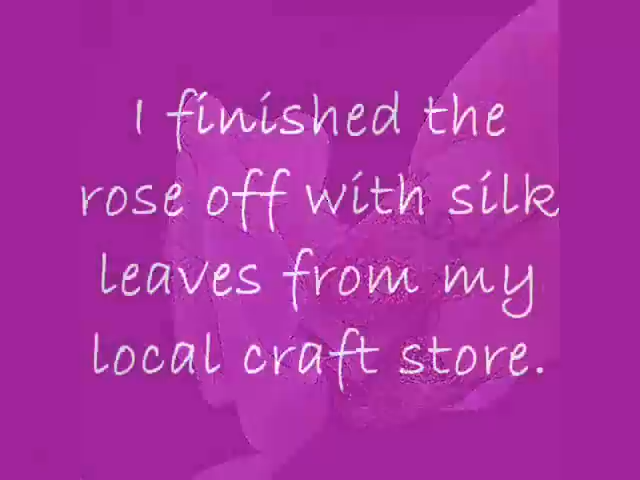 I finished the
rose off with silk
leaves from my
local craft store.